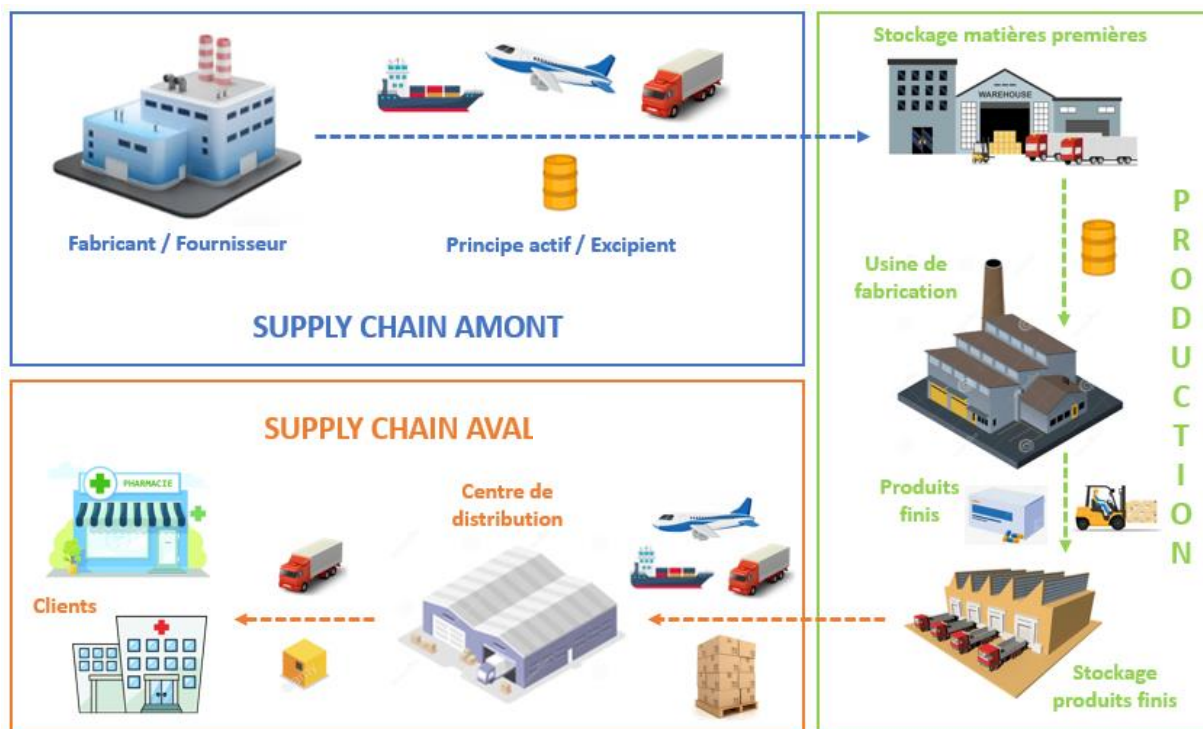 Fabricant / Fournisseur
Principe actif / Excipient
SUPPLY CHAIN AMONT
Stockage matières premières
WAREHOUSE
Usine de
fabrication
Produits
finis
Stockage
produits finis
PRODUCTION
SUPPLY CHAIN AVAL
PHARMACIE
Centre de
distribution
Clients